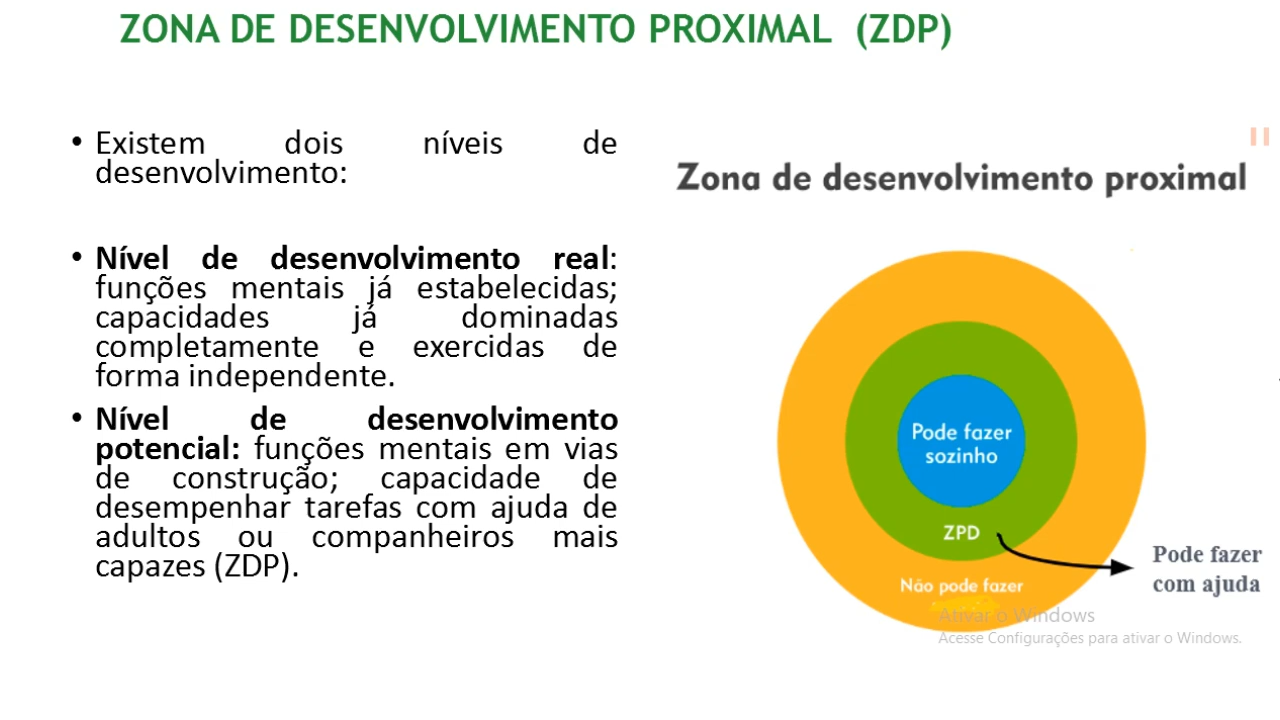 ZONA DE DESENVOLVIMENTO PROXIMAL (ZDP)
• Existem dois níveis de
desenvolvimento:
• Nível de desenvolvimento real:
funções mentais já estabelecidas;
capacidades já dominadas
completamente e exercidas de
forma independente.
• Nível de desenvolvimento
potencial: funções mentais em vias
de construção; capacidade de
desempenhar tarefas com ajuda de
adultos ou companheiros mais
capazes (ZDP).
Zona de desenvolvimento proximal
Pode fazer
sozinho
ZPD
Não pode fazer
Pode fazer
com ajuda
Ativar o Windows
Acesse Configurações para ativar o Windows.